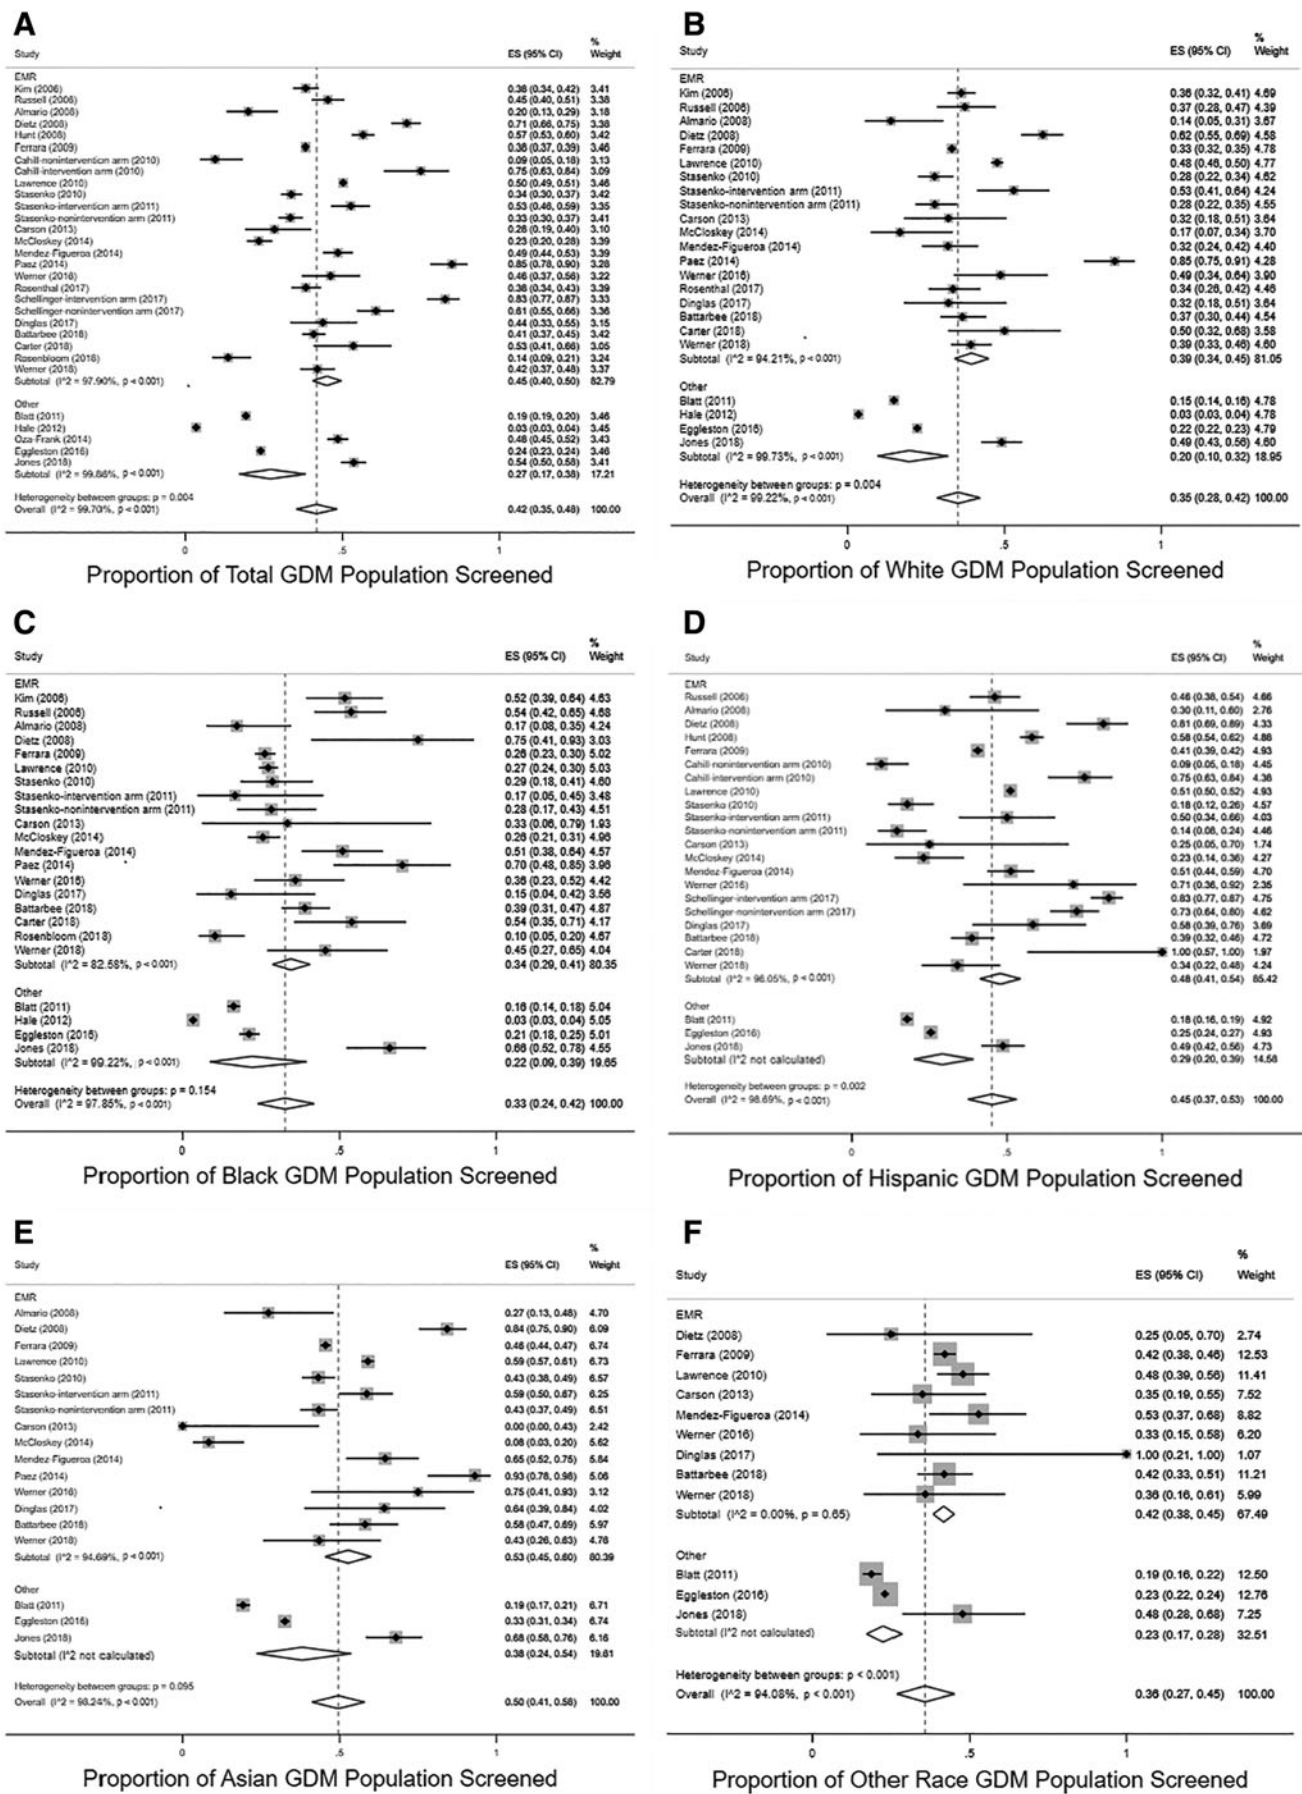 A
Study ES (95% CI) % Weight
EMR
Kim (2006) 0.38 (0.34, 0.42) 3.41
Russell (2006) 0.45 (0.40, 0.51) 3.38
Almario (2008) 0.20 (0.13, 0.29) 3.18
Dietz (2008) 0.71 (0.66, 0.75) 3.38
Hunt (2008) 0.57 (0.53, 0.60) 3.42
Ferrara (2009) 0.38 (0.37, 0.39) 3.46
Cahill-nonintervention arm (2010) 0.09 (0.05, 0.18) 3.13
Cahill-intervention arm (2010) 0.75 (0.63, 0.84) 3.09
Lawrence (2010) 0.50 (0.49, 0.51) 3.46
Stasenko (2010) 0.34 (0.30, 0.37) 3.42
Stasenko-intervention arm (2011) 0.53 (0.46, 0.59) 3.35
Stasenko-nonintervention arm (2011) 0.33 (0.30, 0.37) 3.41
Carson (2013) 0.28 (0.19, 0.40) 3.10
McCloskey (2014) 0.23 (0.20, 0.28) 3.39
Mendez-Figueroa (2014) 0.49 (0.44, 0.53) 3.39
Paez (2014) 0.85 (0.78, 0.90) 3.28
Werner (2016) 0.46 (0.37, 0.56) 3.22
Rosenthal (2017) 0.38 (0.34, 0.43) 3.39
Schellinger-intervention arm (2017) 0.83 (0.77, 0.87) 3.33
Schellinger-nonintervention arm (2017) 0.61 (0.55, 0.66) 3.36
Dinglas (2017) 0.44 (0.33, 0.55) 3.15
Battarbee (2018) 0.41 (0.37, 0.45) 3.42
Carter (2018) 0.53 (0.41, 0.66) 3.05
Rosenbloom (2018) 0.14 (0.09, 0.21) 3.24
Werner (2018) 0.42 (0.37, 0.48) 3.37
Subtotal (I^2 = 97.90%, p < 0.001) 0.45 (0.40, 0.50) 82.79
Other
Blatt (2011) 0.19 (0.19, 0.20) 3.46
Hale (2012) 0.03 (0.03, 0.04) 3.45
Oza-Frank (2014) 0.48 (0.45, 0.52) 3.43
Eggleston (2016) 0.24 (0.23, 0.24) 3.46
Jones (2018) 0.54 (0.50, 0.58) 3.41
Subtotal (I^2 = 99.86%, p < 0.001) 0.27 (0.17, 0.38) 17.21
Heterogeneity between groups: p = 0.004
Overall (I^2 = 99.70%, p < 0.001) 0.42 (0.35, 0.48) 100.00
0 .5 1
Proportion of Total GDM Population Screened
B
Study ES (95% CI) % Weight
EMR
Kim (2006) 0.36 (0.32, 0.41) 4.69
Russell (2006) 0.37 (0.28, 0.47) 4.39
Almario (2008) 0.14 (0.05, 0.31) 3.67
Dietz (2008) 0.62 (0.55, 0.69) 4.58
Ferrara (2009) 0.33 (0.32, 0.35) 4.78
Lawrence (2010) 0.48 (0.46, 0.50) 4.77
Stasenko (2010) 0.28 (0.22, 0.34) 4.62
Stasenko-intervention arm (2011) 0.53 (0.41, 0.64) 4.24
Stasenko-nonintervention arm (2011) 0.28 (0.22, 0.35) 4.55
Carson (2013) 0.32 (0.18, 0.51) 3.64
McCloskey (2014) 0.17 (0.07, 0.34) 3.70
Mendez-Figueroa (2014) 0.32 (0.24, 0.42) 4.40
Paez (2014) 0.85 (0.75, 0.91) 4.28
Werner (2016) 0.49 (0.34, 0.64) 3.90
Rosenthal (2017) 0.34 (0.26, 0.42) 4.46
Dinglas (2017) 0.32 (0.18, 0.51) 3.64
Battarbee (2018) 0.37 (0.30, 0.44) 4.54
Carter (2018) 0.50 (0.32, 0.68) 3.58
Werner (2018) 0.39 (0.33, 0.46) 4.60
Subtotal (I^2 = 94.21%, p < 0.001) 0.39 (0.34, 0.45) 81.05
Other
Blatt (2011) 0.15 (0.14, 0.16) 4.78
Hale (2012) 0.03 (0.03, 0.04) 4.78
Eggleston (2016) 0.22 (0.22, 0.23) 4.79
Jones (2018) 0.49 (0.43, 0.56) 4.60
Subtotal (I^2 = 99.73%, p < 0.001) 0.20 (0.10, 0.32) 18.95
Heterogeneity between groups: p = 0.004
Overall (I^2 = 99.22%, p < 0.001) 0.35 (0.28, 0.42) 100.00
0 .5 1
Proportion of White GDM Population Screened
C
Study ES (95% CI) % Weight
EMR
Kim (2006) 0.52 (0.39, 0.64) 4.63
Russell (2006) 0.54 (0.42, 0.65) 4.68
Almario (2008) 0.17 (0.08, 0.35) 4.24
Dietz (2008) 0.75 (0.41, 0.93) 3.03
Ferrara (2009) 0.26 (0.23, 0.30) 5.02
Lawrence (2010) 0.27 (0.24, 0.30) 5.03
Stasenko (2010) 0.29 (0.18, 0.41) 4.60
Stasenko-intervention arm (2011) 0.17 (0.05, 0.45) 3.48
Stasenko-nonintervention arm (2011) 0.28 (0.17, 0.43) 4.51
Carson (2013) 0.33 (0.06, 0.79) 1.93
McCloskey (2014) 0.26 (0.21, 0.31) 4.96
Mendez-Figueroa (2014) 0.51 (0.38, 0.64) 4.57
Paez (2014) 0.70 (0.48, 0.85) 3.96
Werner (2016) 0.36 (0.23, 0.52) 4.42
Dinglas (2017) 0.15 (0.04, 0.42) 3.56
Battarbee (2018) 0.39 (0.31, 0.47) 4.87
Carter (2018) 0.54 (0.35, 0.71) 4.17
Rosenbloom (2018) 0.10 (0.05, 0.20) 4.67
Werner (2018) 0.45 (0.27, 0.65) 4.04
Subtotal (I^2 = 82.58%, p < 0.001) 0.34 (0.29, 0.41) 80.35
Other
Blatt (2011) 0.16 (0.14, 0.18) 5.04
Hale (2012) 0.03 (0.03, 0.04) 5.05
Eggleston (2016) 0.21 (0.18, 0.25) 5.01
Jones (2018) 0.66 (0.52, 0.78) 4.55
Subtotal (I^2 = 99.22%, p < 0.001) 0.22 (0.09, 0.39) 19.65
Heterogeneity between groups: p = 0.154
Overall (I^2 = 97.85%, p < 0.001) 0.33 (0.24, 0.42) 100.00
0 .5 1
Proportion of Black GDM Population Screened
D
Study ES (95% CI) % Weight
EMR
Russell (2006) 0.46 (0.38, 0.54) 4.66
Almario (2008) 0.30 (0.11, 0.60) 2.76
Dietz (2008) 0.81 (0.69, 0.89) 4.33
Hunt (2008) 0.58 (0.54, 0.62) 4.86
Ferrara (2009) 0.41 (0.39, 0.42) 4.93
Cahill-nonintervention arm (2010) 0.09 (0.05, 0.18) 4.45
Cahill-intervention arm (2010) 0.75 (0.63, 0.84) 4.36
Lawrence (2010) 0.51 (0.50, 0.52) 4.93
Stasenko (2010) 0.18 (0.12, 0.26) 4.57
Stasenko-intervention arm (2011) 0.50 (0.34, 0.66) 4.03
Stasenko-nonintervention arm (2011) 0.14 (0.08, 0.24) 4.46
Carson (2013) 0.25 (0.05, 0.70) 1.74
McCloskey (2014) 0.23 (0.14, 0.36) 4.27
Mendez-Figueroa (2014) 0.51 (0.44, 0.59) 4.70
Werner (2016) 0.71 (0.36, 0.92) 2.35
Schellinger-intervention arm (2017) 0.83 (0.77, 0.87) 4.75
Schellinger-nonintervention arm (2017) 0.73 (0.64, 0.80) 4.62
Dinglas (2017) 0.58 (0.39, 0.76) 3.69
Battarbee (2018) 0.39 (0.32, 0.46) 4.72
Carter (2018) 1.00 (0.57, 1.00) 1.97
Werner (2018) 0.34 (0.22, 0.48) 4.24
Subtotal (I^2 = 96.05%, p < 0.001) 0.48 (0.41, 0.54) 85.42
Other
Blatt (2011) 0.18 (0.16, 0.19) 4.92
Eggleston (2016) 0.25 (0.24, 0.27) 4.93
Jones (2018) 0.49 (0.42, 0.56) 4.73
Subtotal (I^2 not calculated) 0.29 (0.20, 0.39) 14.58
Heterogeneity between groups: p = 0.002
Overall (I^2 = 98.69%, p < 0.001) 0.45 (0.37, 0.53) 100.00
0 .5 1
Proportion of Hispanic GDM Population Screened
E
Study ES (95% CI) % Weight
EMR
Almario (2008) 0.27 (0.13, 0.48) 4.70
Dietz (2008) 0.84 (0.75, 0.90) 6.09
Ferrara (2009) 0.46 (0.44, 0.47) 6.74
Lawrence (2010) 0.59 (0.57, 0.61) 6.73
Stasenko (2010) 0.43 (0.38, 0.49) 6.57
Stasenko-intervention arm (2011) 0.59 (0.50, 0.67) 6.25
Stasenko-nonintervention arm (2011) 0.43 (0.37, 0.49) 6.51
Carson (2013) 0.00 (0.00, 0.43) 2.42
McCloskey (2014) 0.08 (0.03, 0.20) 5.62
Mendez-Figueroa (2014) 0.65 (0.52, 0.75) 5.84
Paez (2014) 0.93 (0.78, 0.98) 5.06
Werner (2016) 0.75 (0.41, 0.93) 3.12
Dinglas (2017) 0.64 (0.39, 0.84) 4.02
Battarbee (2018) 0.58 (0.47, 0.69) 5.97
Werner (2018) 0.43 (0.26, 0.63) 4.76
Subtotal (I^2 = 94.69%, p < 0.001) 0.53 (0.45, 0.60) 80.39
Other
Blatt (2011) 0.19 (0.17, 0.21) 6.71
Eggleston (2016) 0.33 (0.31, 0.34) 6.74
Jones (2018) 0.68 (0.58, 0.76) 6.16
Subtotal (I^2 not calculated) 0.38 (0.24, 0.54) 19.61
Heterogeneity between groups: p = 0.095
Overall (I^2 = 98.24%, p < 0.001) 0.50 (0.41, 0.58) 100.00
0 .5 1
Proportion of Asian GDM Population Screened
F
Study ES (95% CI) % Weight
EMR
Dietz (2008) 0.25 (0.05, 0.70) 2.74
Ferrara (2009) 0.42 (0.38, 0.46) 12.53
Lawrence (2010) 0.48 (0.39, 0.56) 11.41
Carson (2013) 0.35 (0.19, 0.55) 7.52
Mendez-Figueroa (2014) 0.53 (0.37, 0.68) 8.82
Werner (2016) 0.33 (0.15, 0.58) 6.20
Dinglas (2017) 1.00 (0.21, 1.00) 1.07
Battarbee (2018) 0.42 (0.33, 0.51) 11.21
Werner (2018) 0.36 (0.16, 0.61) 5.99
Subtotal (I^2 = 0.00%, p = 0.65) 0.42 (0.38, 0.45) 67.49
Other
Blatt (2011) 0.19 (0.16, 0.22) 12.50
Eggleston (2016) 0.23 (0.22, 0.24) 12.76
Jones (2018) 0.48 (0.28, 0.68) 7.25
Subtotal (I^2 not calculated) 0.23 (0.17, 0.28) 32.51
Heterogeneity between groups: p < 0.001)
Overall (I^2 = 94.08%, p < 0.001) 0.36 (0.27, 0.45) 100.00
0 .5 1
Proportion of Other Race GDM Population Screened